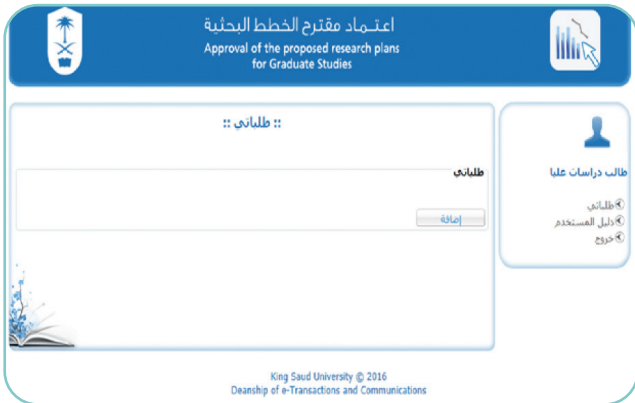 اعتماد مقترح الخطط البحثية
Approval of the proposed research plans
for Graduate Studies
طالب دراسات عليا
طلباتي
دليل المستخدم
خروج
:: طلباتي ::
طلباتي
إضافة
King Saud University © 2016
Deanship of e-Transactions and Communications